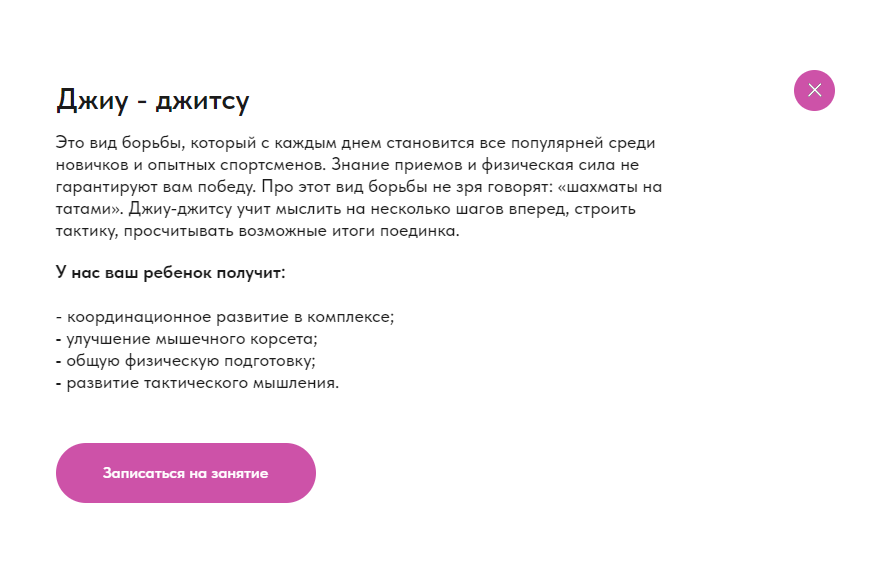 Джиу - джитсу
Это вид борьбы, который с каждым днем становится все популярней среди
новичков и опытных спортсменов. Знание приемов и физическая сила не
гарантируют вам победу. Про этот вид борьбы не зря говорят: «шахматы на
татами». Джиу-джитсу учит мыслить на несколько шагов вперед, строить
тактику, просчитывать возможные итоги поединка.
У нас ваш ребенок получит:
- координационное развитие в комплексе;
- улучшение мышечного корсета;
- общую физическую подготовку;
- развитие тактического мышления.
Записаться на занятие